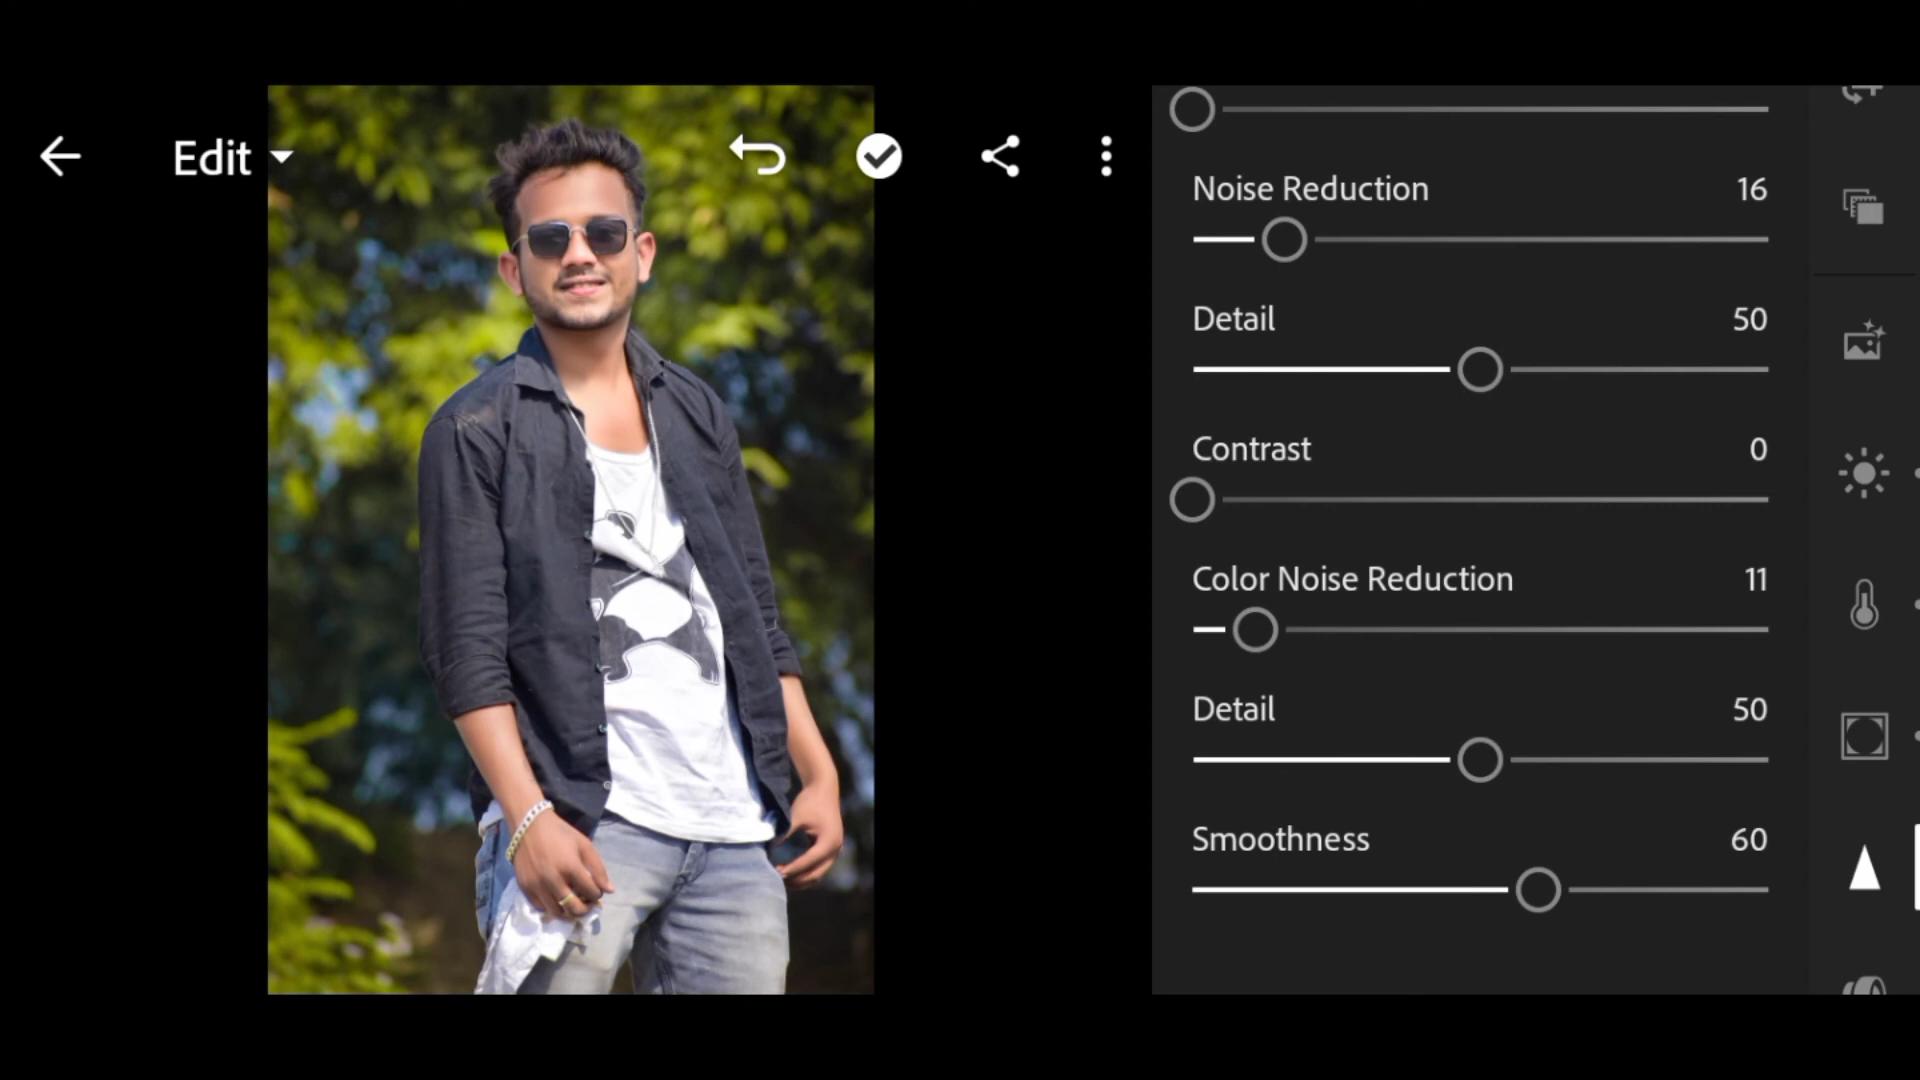 Edit
Noise Reduction 16
Detail 50
Contrast 0
Color Noise Reduction 11
Detail 50
Smoothness 60